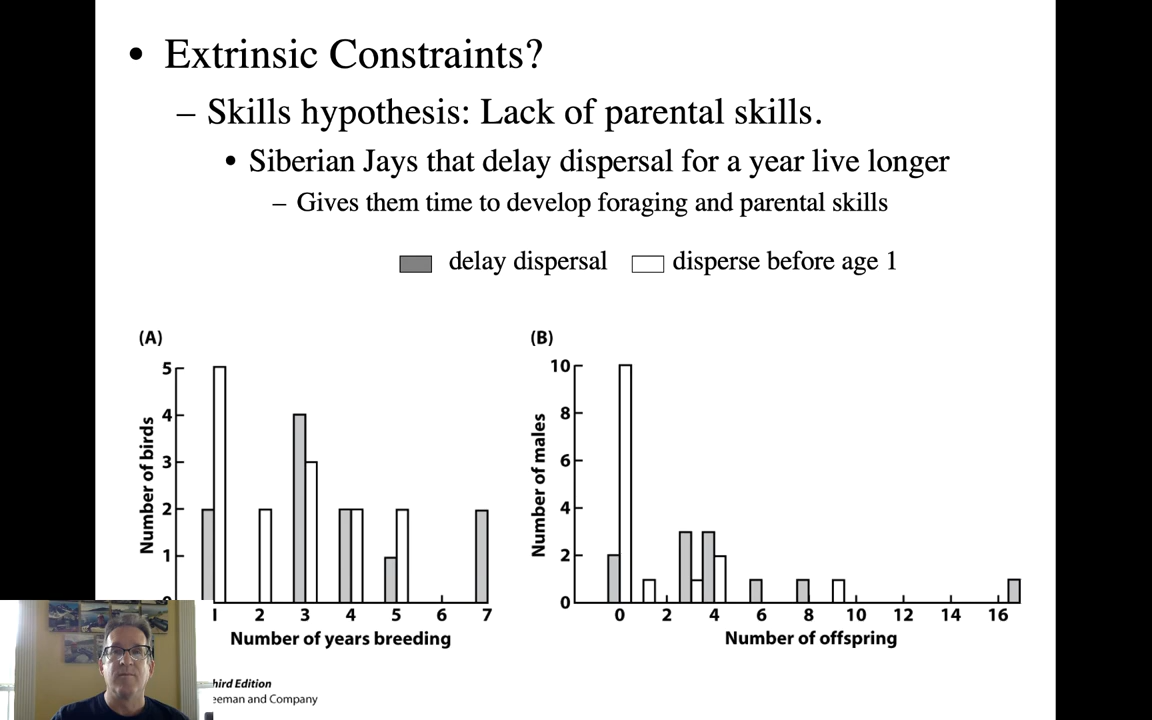 • Extrinsic Constraints?
– Skills hypothesis: Lack of parental skills.
• Siberian Jays that delay dispersal for a year live longer
– Gives them time to develop foraging and parental skills
delay dispersal disperse before age 1
(A)
5
4
3
2
1
Number of birds
1 2 3 4 5 6 7
Number of years breeding
(B)
10
8
6
4
2
0
Number of males
0 2 4 6 8 10 12 14 16
Number of offspring
hird Edition
eeman and Company